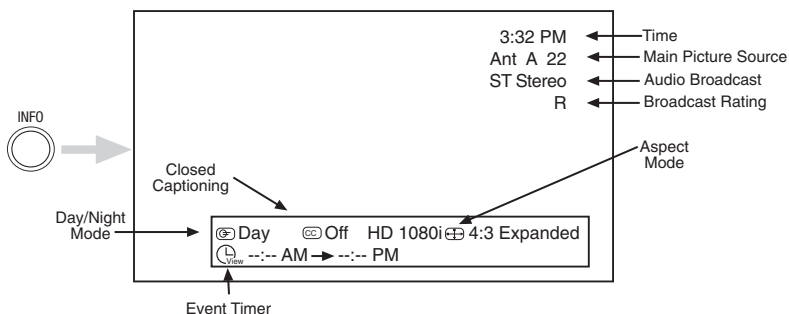 3:32 PM
Time
Ant A 22
Main Picture Source
ST Stereo
Audio Broadcast
R
Broadcast Rating
INFO
Aspect
Mode
Closed
Captioning
Day/Night
Mode
Day
CC Off
HD 1080i
4:3 Expanded
View --:-- AM → --:-- PM
Event Timer